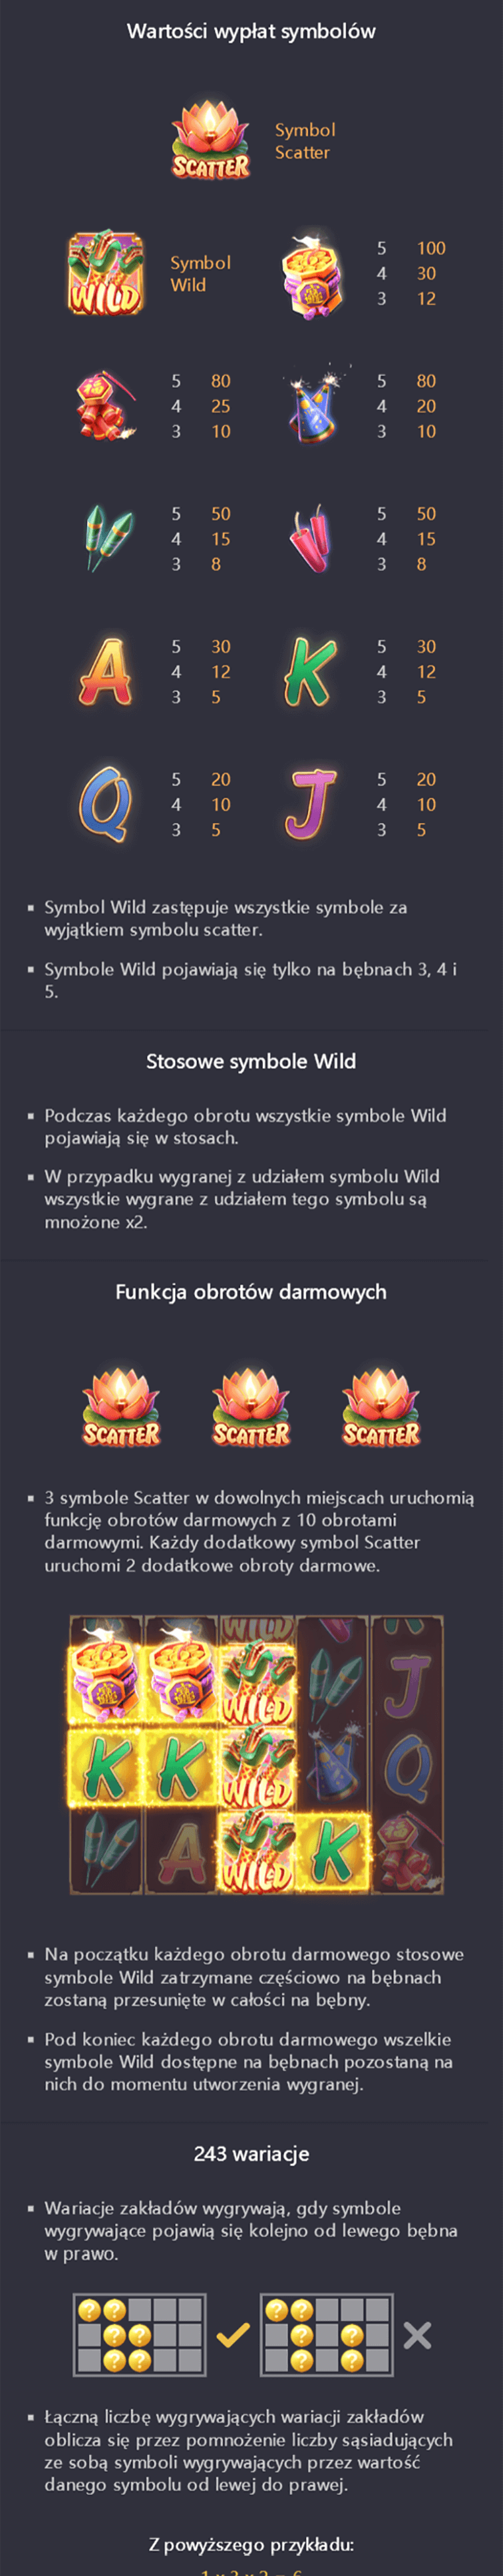 Wartości wypłat symbolów
SCATTER
Symbol
Scatter
WILD
Symbol
Wild
5 100
4 30
3 12
5 80
4 25
3 10
5 80
4 20
3 10
5 50
4 15
3 8
5 50
4 15
3 8
A
5 30
4 12
3 5
K
5 30
4 12
3 5
Q
5 20
4 10
3 5
J
5 20
4 10
3 5
▪ Symbol Wild zastępuje wszystkie symbole za
wyjątkiem symbolu scatter.
▪ Symbole Wild pojawiają się tylko na bębnach 3, 4 i
5.
Stosowe symbole Wild
▪ Podczas każdego obrotu wszystkie symbole Wild
pojawiają się w stosach.
▪ W przypadku wygranej z udziałem symbolu Wild
wszystkie wygrane z udziałem tego symbolu są
mnożone x2.
Funkcja obrotów darmowych
SCATTER SCATTER SCATTER
▪ 3 symbole Scatter w dowolnych miejscach uruchomią
funkcję obrotów darmowych z 10 obrotami
darmowymi. Każdy dodatkowy symbol Scatter
uruchomi 2 dodatkowe obroty darmowe.
WILD
WILD J
K K WILD Q
A WILD K
▪ Na początku każdego obrotu darmowego stosowe
symbole Wild zatrzymane częściowo na bębnach
zostaną przesunięte w całości na bębny.
▪ Pod koniec każdego obrotu darmowego wszelkie
symbole Wild dostępne na bębnach pozostaną na
nich do momentu utworzenia wygranej.
243 wariacje
▪ Wariacje zakładów wygrywają, gdy symbole
wygrywające pojawią się kolejno od lewego bębna
w prawo.
? ? ? ?
? ? ? ?
? ? ? ?
▪ Łączną liczbę wygrywających wariacji zakładów
oblicza się przez pomnożenie liczby sąsiadujących
ze sobą symboli wygrywających przez wartość
danego symbolu od lewej do prawej.
Z powyższego przykładu: